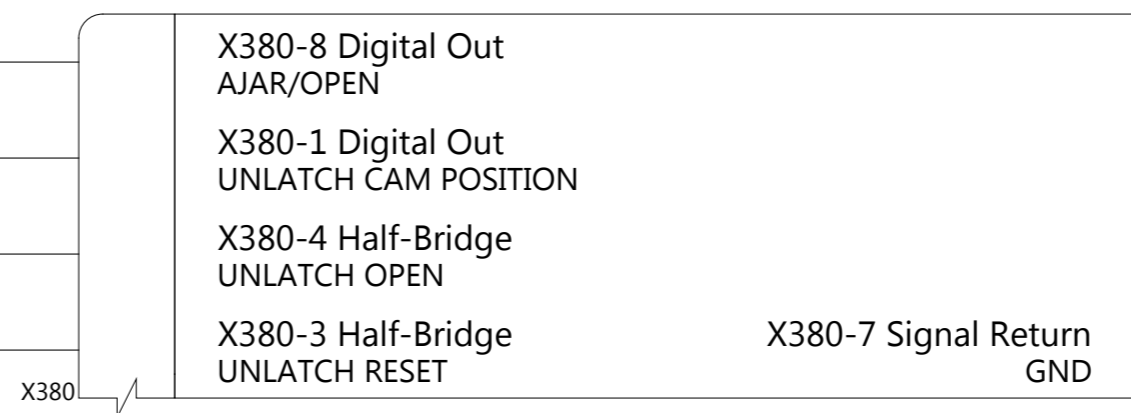 X380-8 Digital Out
AJAR/OPEN
X380-1 Digital Out
UNLATCH CAM POSITION
X380-4 Half-Bridge
UNLATCH OPEN
X380-3 Half-Bridge
UNLATCH RESET
X380-7 Signal Return
GND
X380